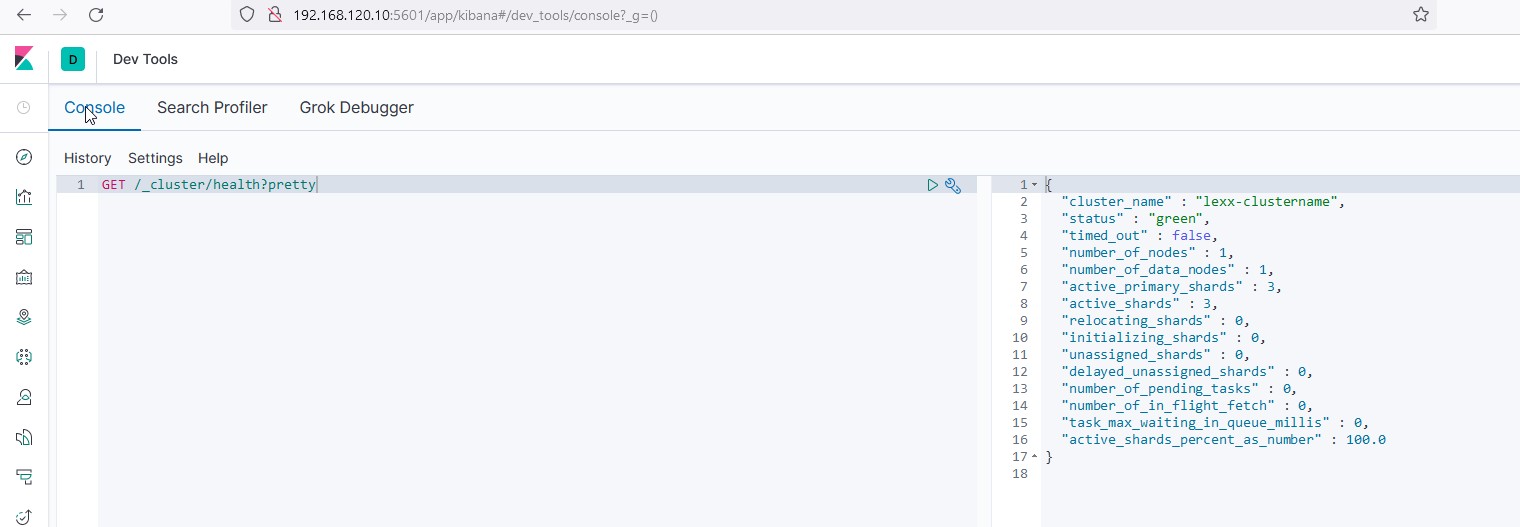 192.168.120.10:5601/app/kibana#/dev_tools/console?_g=()
D Dev Tools
Console Search Profiler Grok Debugger
History Settings Help
1 GET /_cluster/health?pretty
1 {
2 "cluster_name" : "lexx-clustername",
3 "status" : "green",
4 "timed_out" : false,
5 "number_of_nodes" : 1,
6 "number_of_data_nodes" : 1,
7 "active_primary_shards" : 3,
8 "active_shards" : 3,
9 "relocating_shards" : 0,
10 "initializing_shards" : 0,
11 "unassigned_shards" : 0,
12 "delayed_unassigned_shards" : 0,
13 "number_of_pending_tasks" : 0,
14 "number_of_in_flight_fetch" : 0,
15 "task_max_waiting_in_queue_millis" : 0,
16 "active_shards_percent_as_number" : 100.0
17 }
18